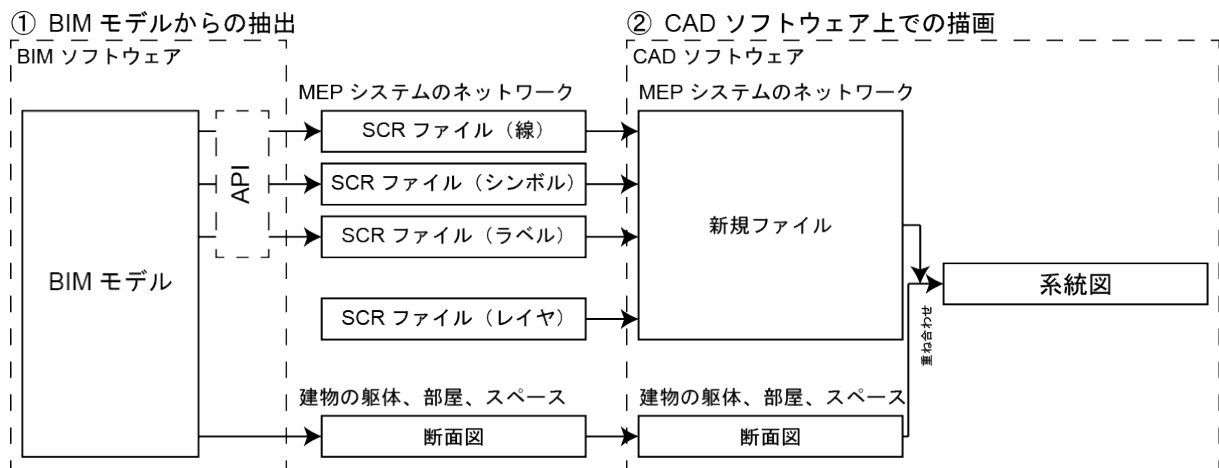 ① BIM モデルからの抽出
② CAD ソフトウェア上での描画
BIM ソフトウェア
CAD ソフトウェア
MEP システムのネットワーク
MEP システムのネットワーク
SCR ファイル（線）
SCR ファイル（シンボル）
API
SCR ファイル（ラベル）
新規ファイル
BIM モデル
系統図
SCR ファイル（レイヤ）
重ね合わせ
建物の躯体、部屋、スペース
建物の躯体、部屋、スペース
断面図
断面図